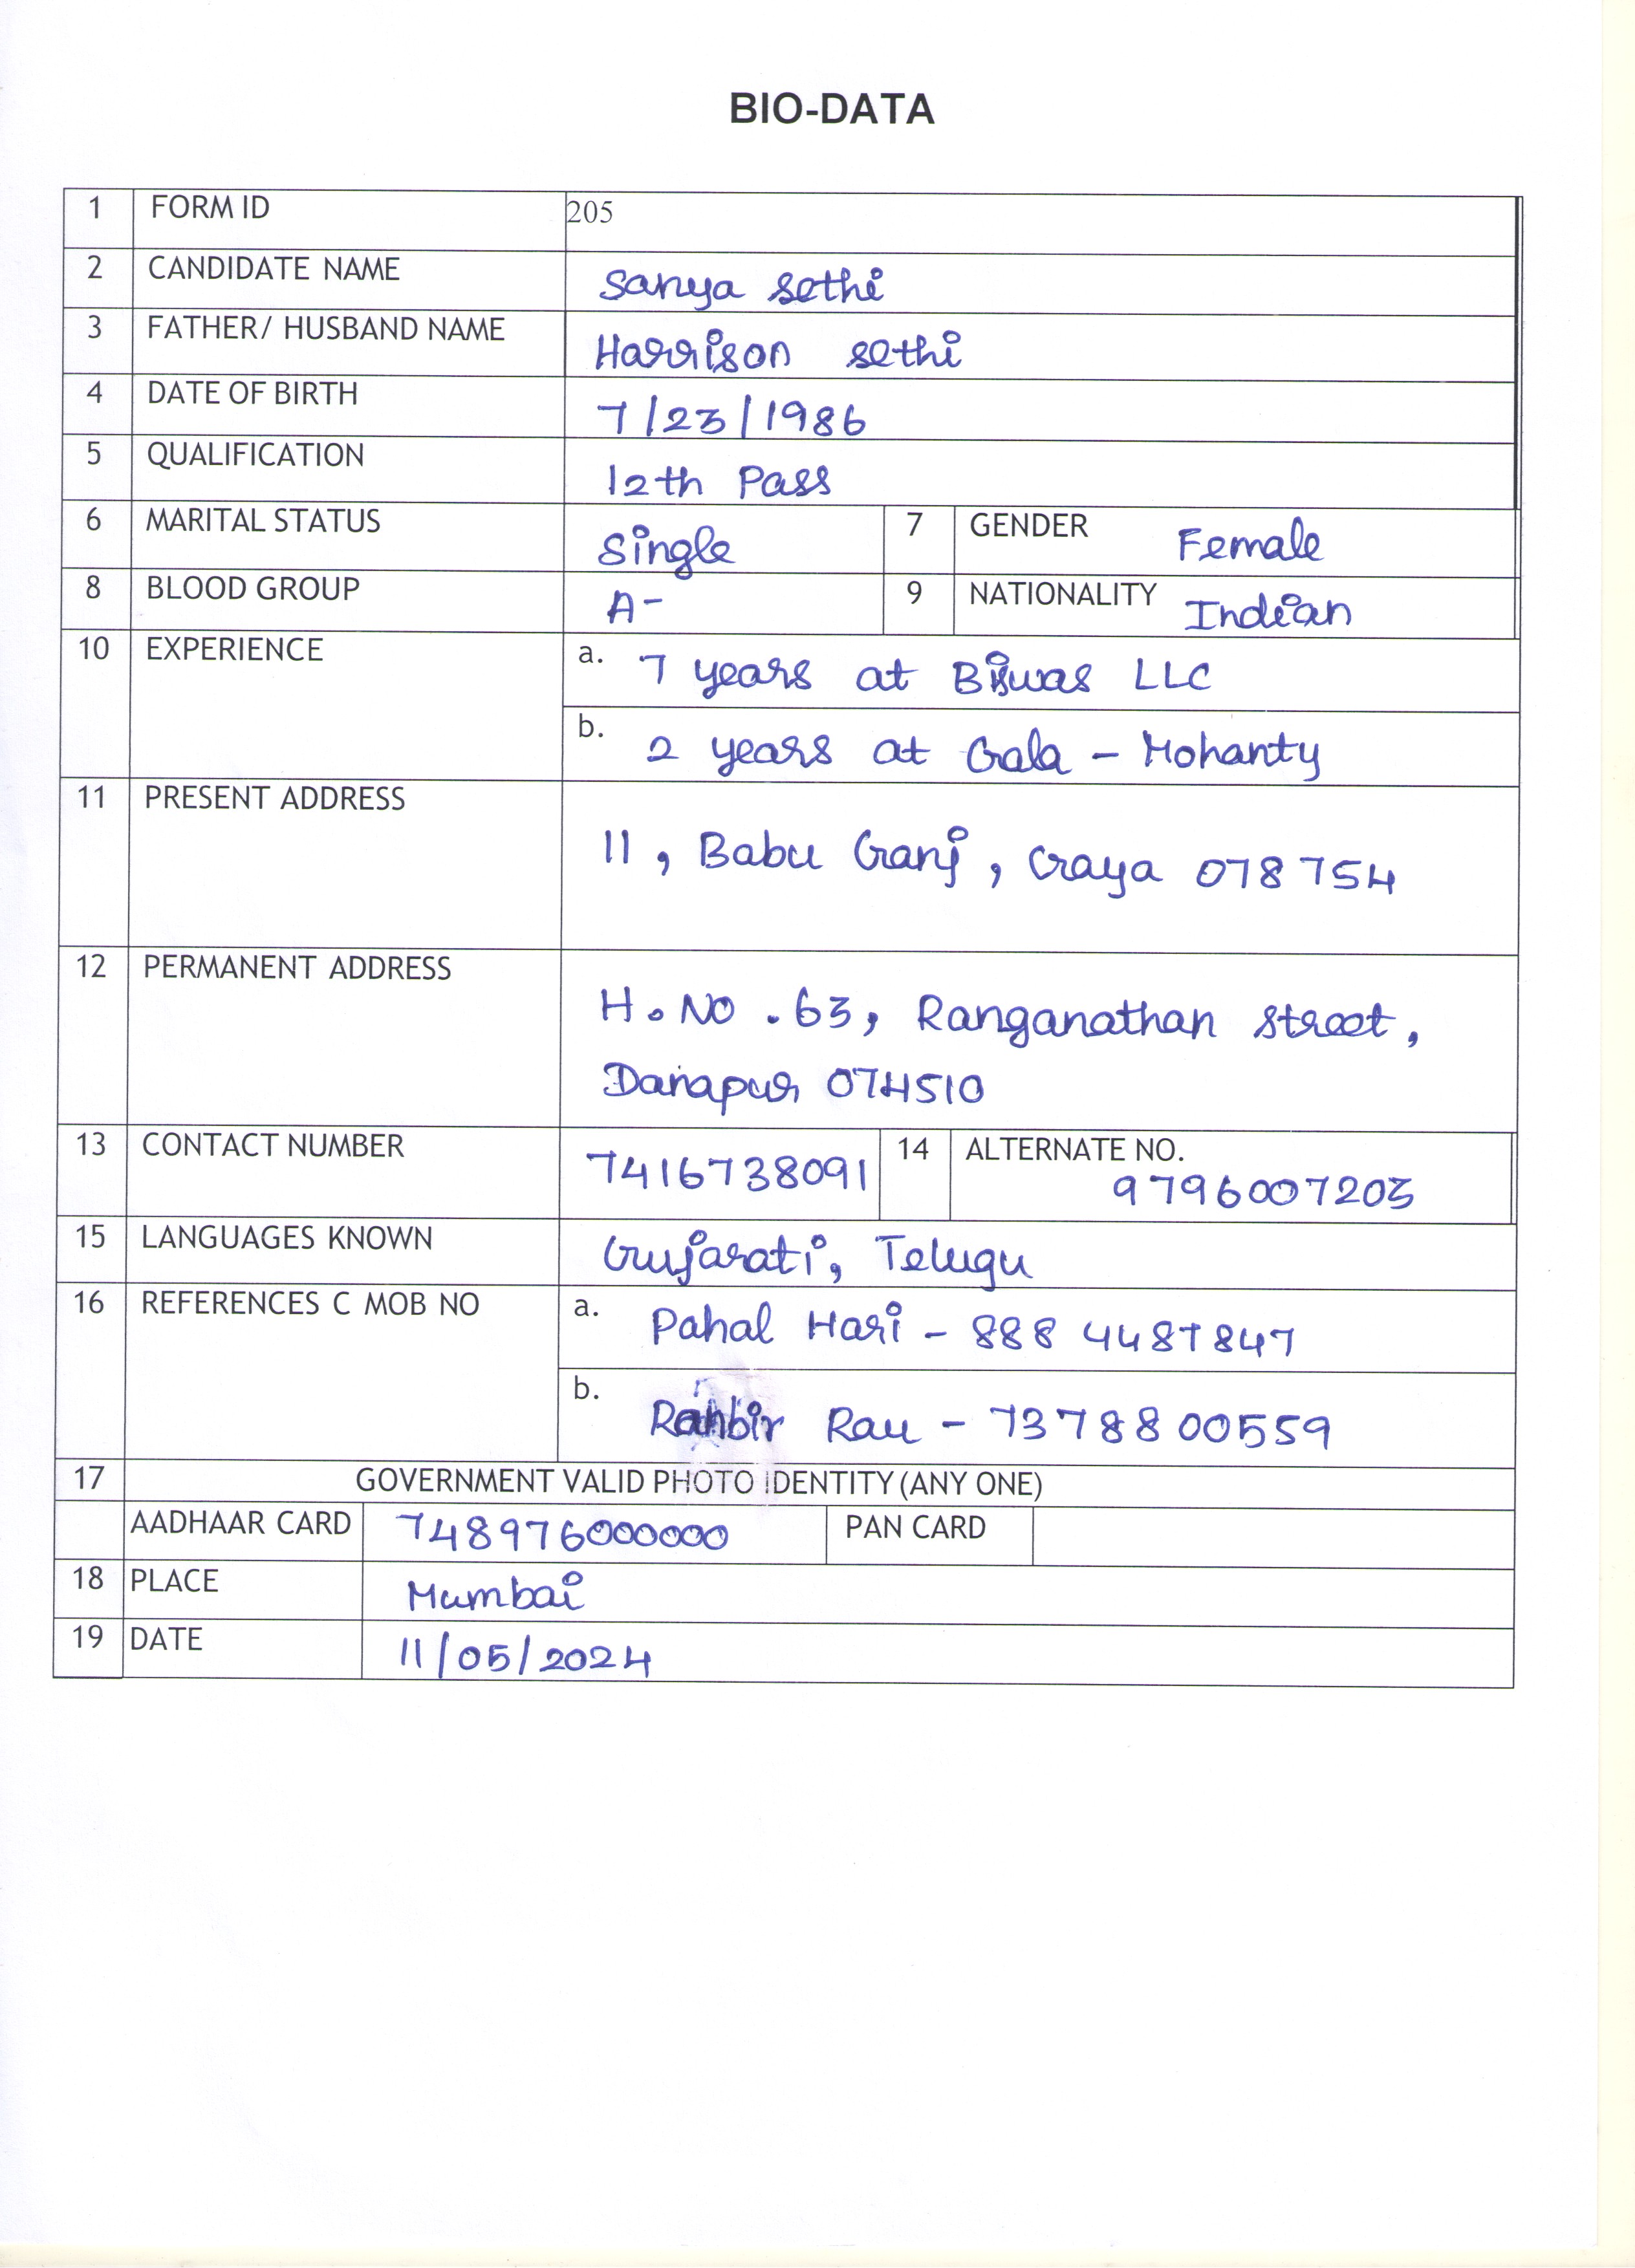 BIO-DATA
1 FORM ID 205
2 CANDIDATE NAME Sanya Sethi
3 FATHER/ HUSBAND NAME Harrison Sethi
4 DATE OF BIRTH 7/23/1986
5 QUALIFICATION 12th Pass
6 MARITAL STATUS Single 7 GENDER Female
8 BLOOD GROUP A- 9 NATIONALITY Indian
10 EXPERIENCE a. 7 years at Biswas LLC
b. 2 years at Gala - Mohanty
11 PRESENT ADDRESS
11, Babu Ganj, Gaya 078754
12 PERMANENT ADDRESS
H. No. 63, Ranganathan Street,
Danapur 074510
13 CONTACT NUMBER 7416738091 14 ALTERNATE NO.
9796007203
15 LANGUAGES KNOWN Gujarati, Telugu
16 REFERENCES C MOB NO a. Pahal Hari - 888 4487847
b. Ranbir Rau - 7378800559
17 GOVERNMENT VALID PHOTO IDENTITY (ANY ONE)
AADHAAR CARD 748976000000 PAN CARD
18 PLACE Mumbai
19 DATE 11/05/2024